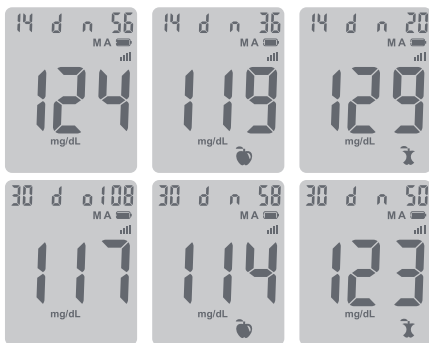 14 d n 56
MA
124
mg/dL
14 d n 36
MA
119
mg/dL
14 d n 20
MA
129
mg/dL
30 d n108
MA
117
mg/dL
30 d n 58
MA
114
mg/dL
30 d n 50
MA
123
mg/dL